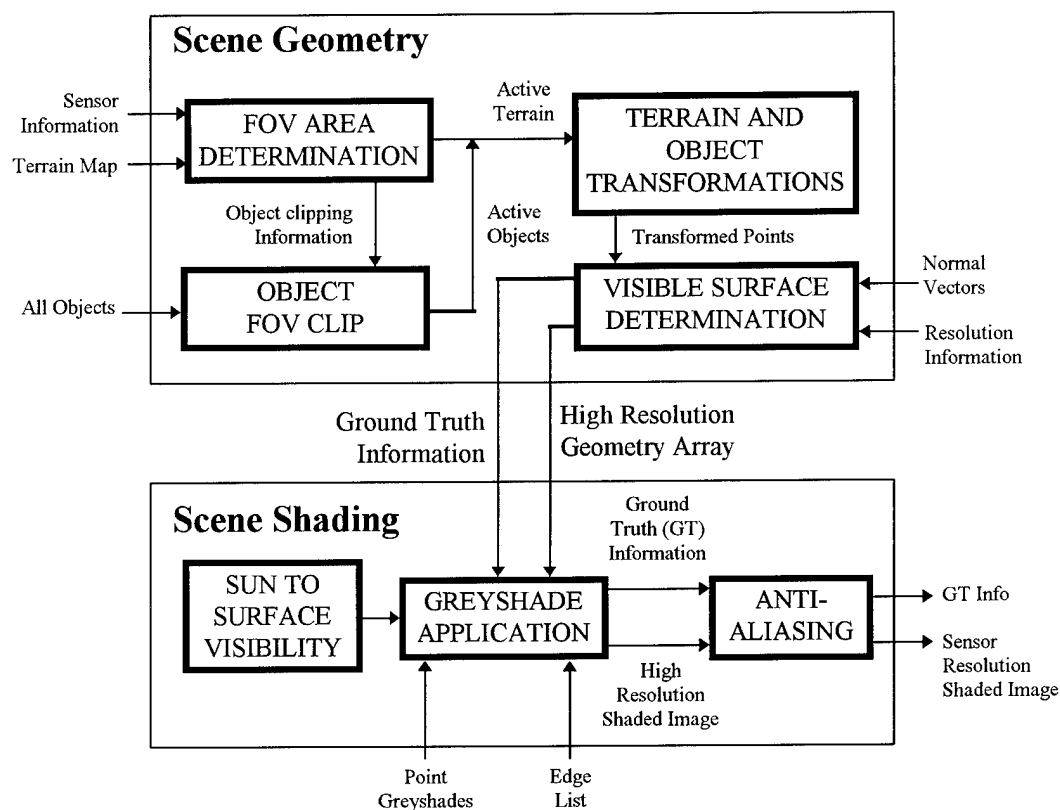 Scene Geometry
Sensor
Information
Terrain Map
FOV AREA
DETERMINATION
Active
Terrain
TERRAIN AND
OBJECT
TRANSFORMATIONS
Object clipping
Information
Active
Objects
Transformed Points
All Objects
OBJECT
FOV CLIP
VISIBLE SURFACE
DETERMINATION
Normal
Vectors
Resolution
Information
Ground Truth
Information
High Resolution
Geometry Array
Scene Shading
Ground
Truth (GT)
Information
SUN TO
SURFACE
VISIBILITY
GREYSHADE
APPLICATION
ANTI-
ALIASING
GT Info
Sensor
Resolution
Shaded Image
High
Resolution
Shaded Image
Point
Greyshades
Edge
List